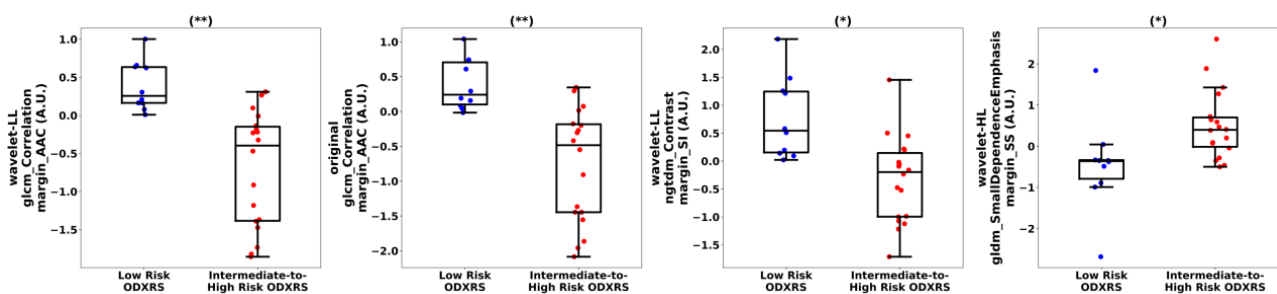 (**)
wavelet-LL
glcm_Correlation
margin_AAC (A.U.)
1.0
0.5
0.0
−0.5
−1.0
−1.5
Low Risk
ODXRS
Intermediate-to-
High Risk ODXRS
(**)
original
glcm_Correlation
margin_AAC (A.U.)
1.0
0.5
0.0
−0.5
−1.0
−1.5
−2.0
Low Risk
ODXRS
Intermediate-to-
High Risk ODXRS
(*)
wavelet-LL
ngtdm_Contrast
margin_SI (A.U.)
2.0
1.5
1.0
0.5
0.0
−0.5
−1.0
−1.5
Low Risk
ODXRS
Intermediate-to-
High Risk ODXRS
(*)
wavelet-HL
gldm_SmallDependenceEmphasis
margin_SS (A.U.)
2
1
0
−1
−2
Low Risk
ODXRS
Intermediate-to-
High Risk ODXRS